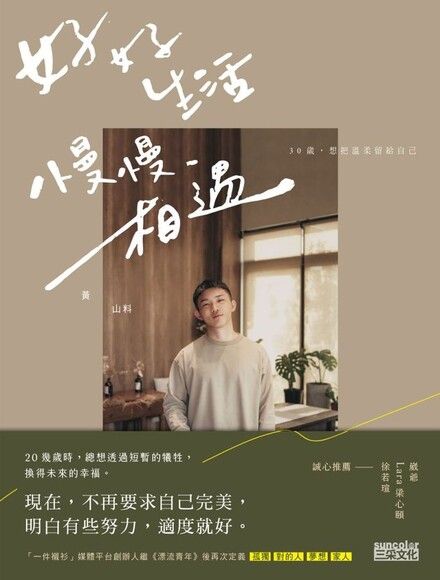 好好
生活
慢慢
相遇
30歲，想把溫柔留給自己
黃
山料
20幾歲時，總想透過短暫的犧牲，
換得未來的幸福。
現在，不再要求自己完美，
明白有些努力，適度就好。
誠心推薦——
崴爺
Lara梁心頤
徐若瑄
「一件襯衫」媒體平台創辦人繼《漂流青年》後再次定義 孤獨 對的人 夢想 家人
suncolor
三采文化